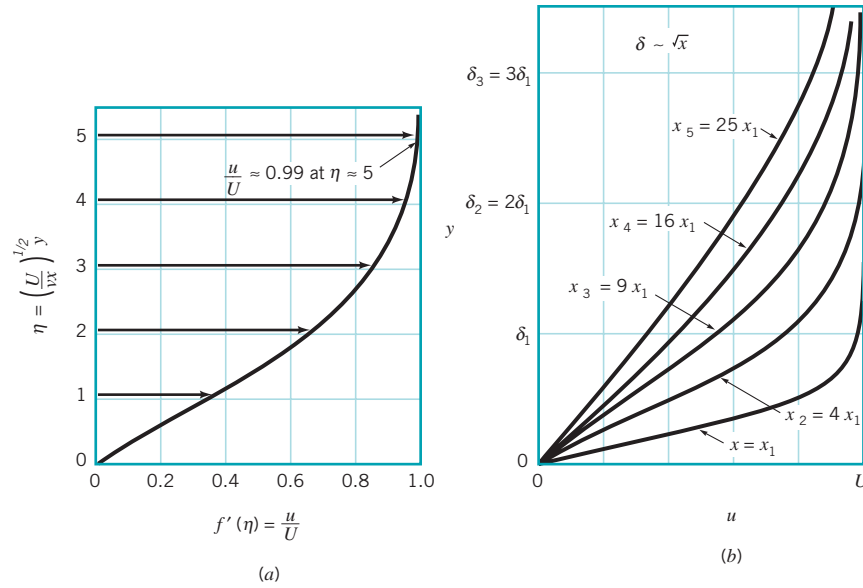 5
4
3
2
1
0
η = (U/νx)^1/2 y
u/U ≈ 0.99 at η ≈ 5
0 0.2 0.4 0.6 0.8 1.0
f′ (η) = u/U
(a)
δ ~ √x
δ3 = 3δ1
δ2 = 2δ1
δ1
0
y
x5 = 25 x1
x4 = 16 x1
x3 = 9 x1
x2 = 4 x1
x = x1
0 U
u
(b)